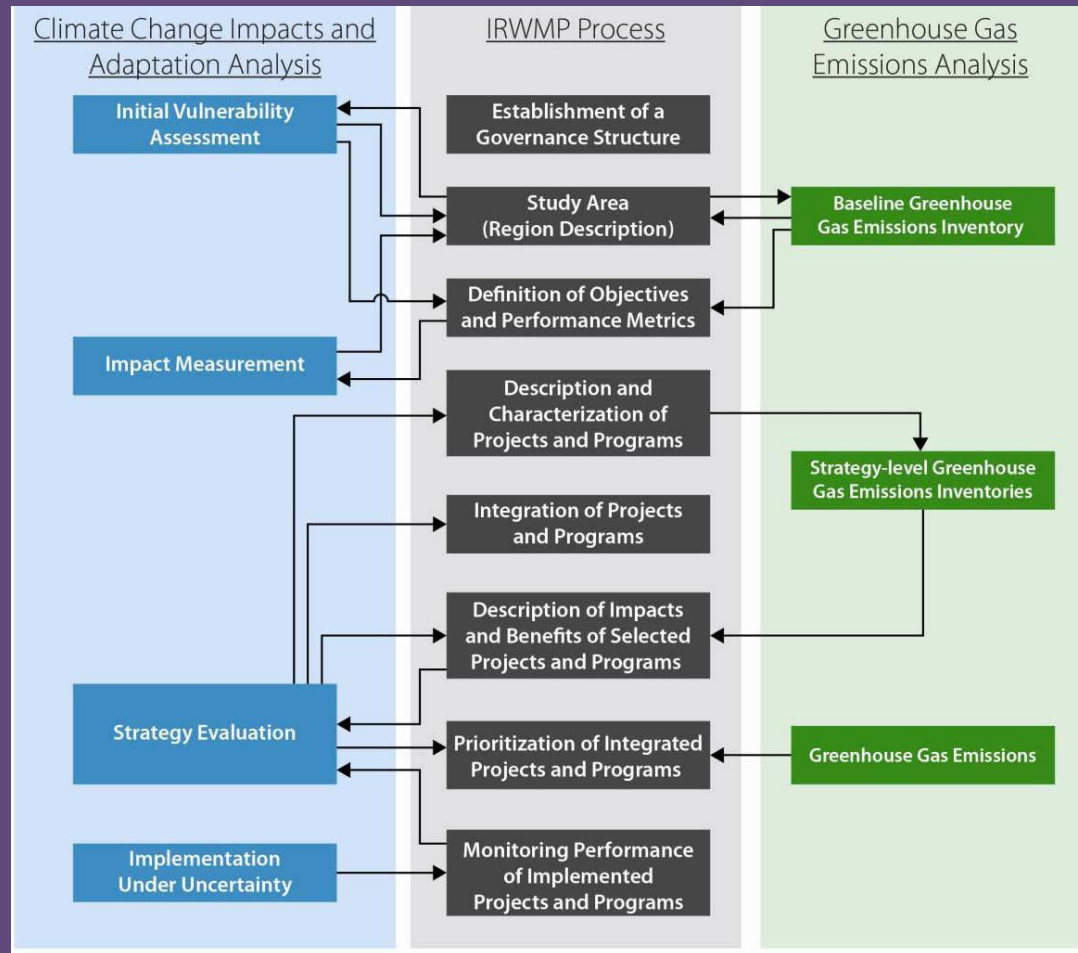 Climate Change Impacts and
Adaptation Analysis
Initial Vulnerability
Assessment
Impact Measurement
Strategy Evaluation
Implementation
Under Uncertainty
IRWMP Process
Establishment of a
Governance Structure
Study Area
(Region Description)
Definition of Objectives
and Performance Metrics
Description and
Characterization of
Projects and Programs
Integration of Projects
and Programs
Description of Impacts
and Benefits of Selected
Projects and Programs
Prioritization of Integrated
Projects and Programs
Monitoring Performance
of Implemented
Projects and Programs
Greenhouse Gas
Emissions Analysis
Baseline Greenhouse
Gas Emissions Inventory
Strategy-level Greenhouse
Gas Emissions Inventories
Greenhouse Gas Emissions